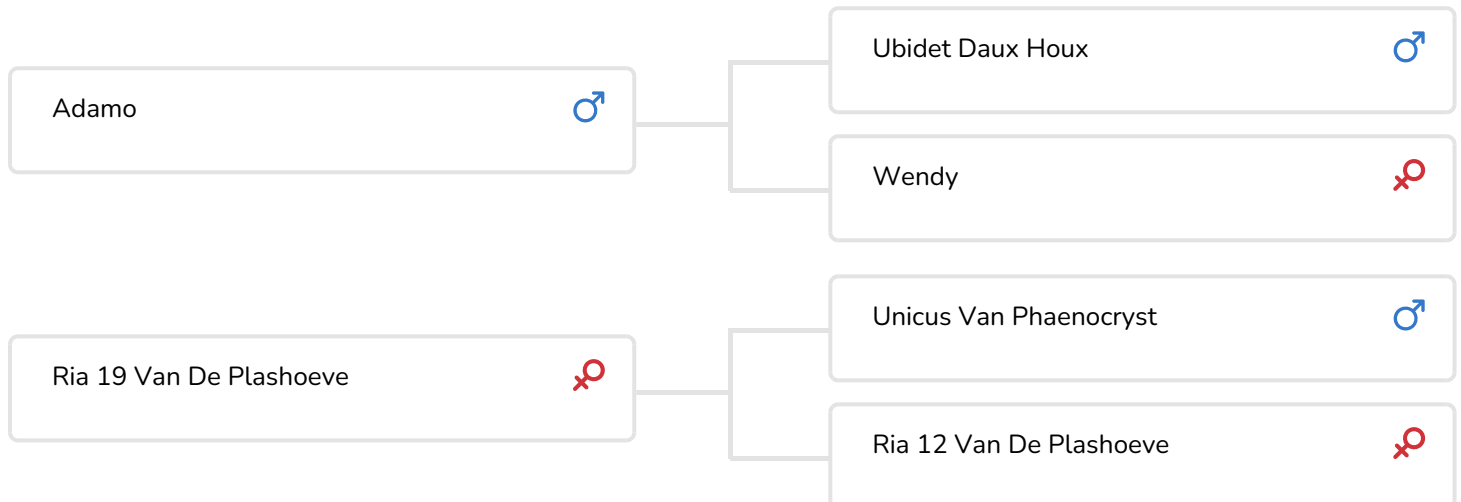 Ubidet Daux Houx
Adamo
Wendy
Unicus Van Phaenocryst
Ria 19 Van De Plashoeve
Ria 12 Van De Plashoeve